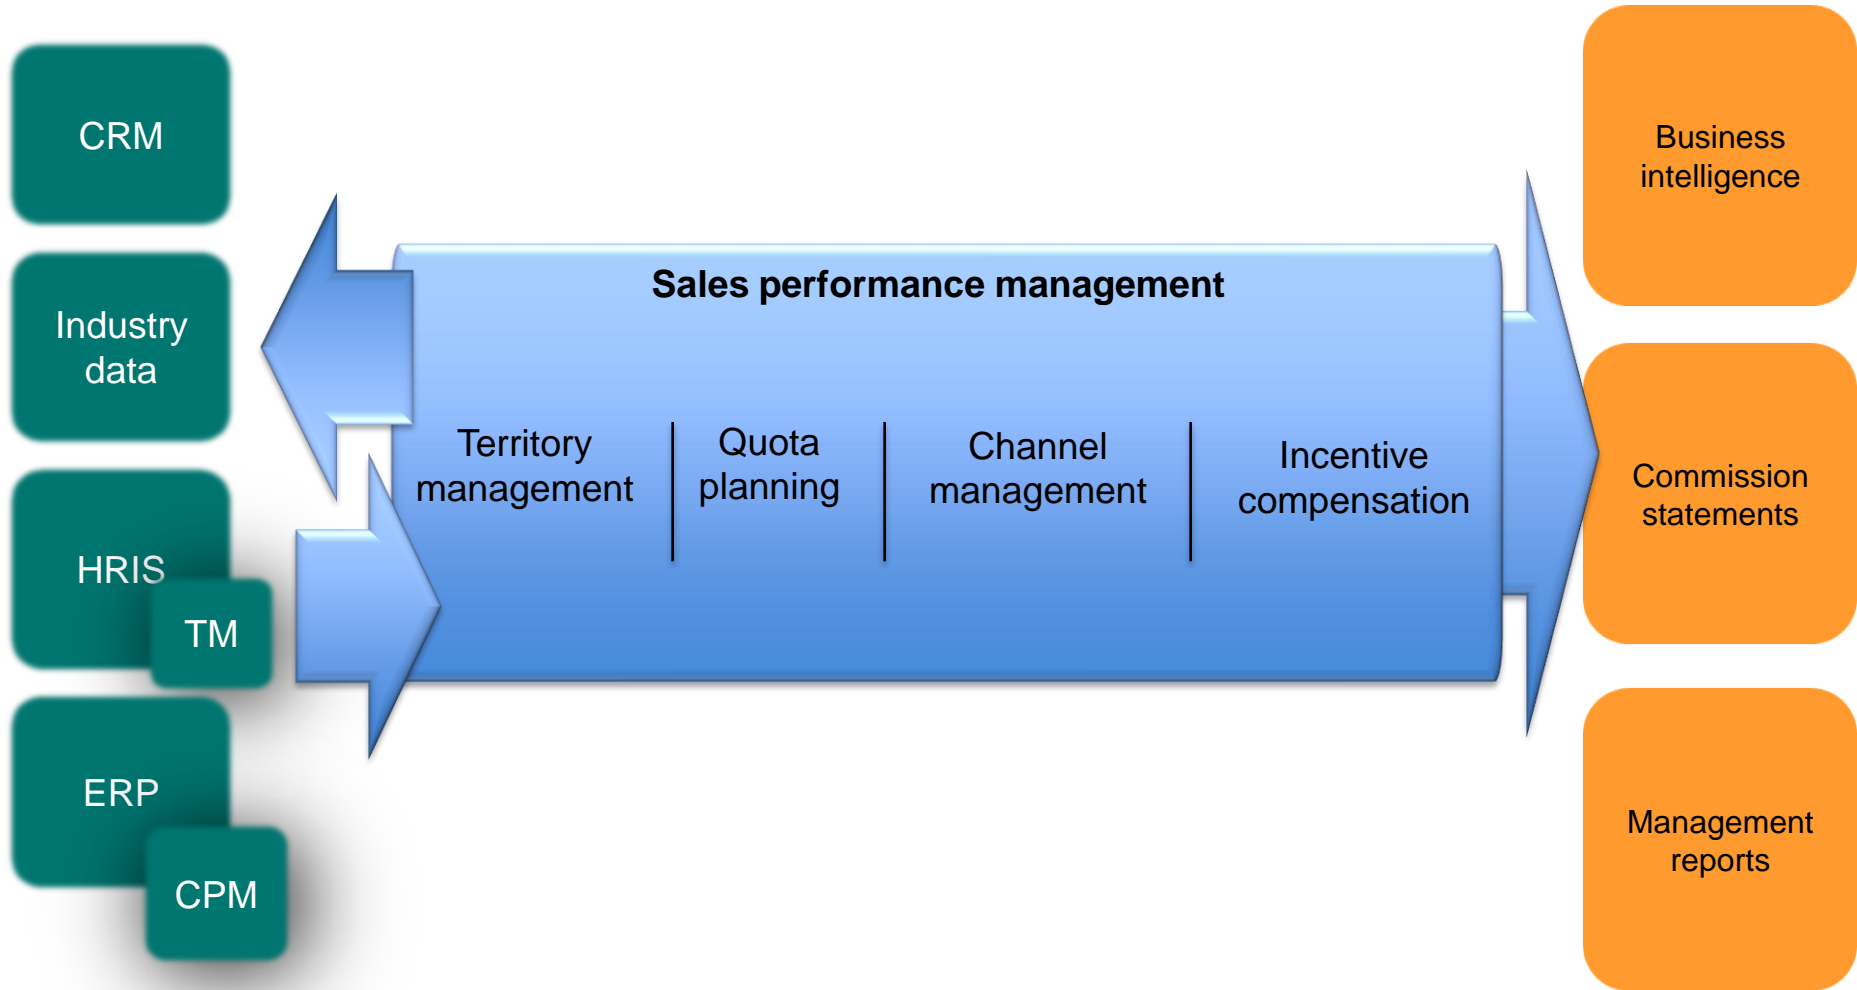 CRM
Industry
data
HRIS
TM
ERP
CPM
Sales performance management
Territory
management
Quota
planning
Channel
management
Incentive
compensation
Business
intelligence
Commission
statements
Management
reports